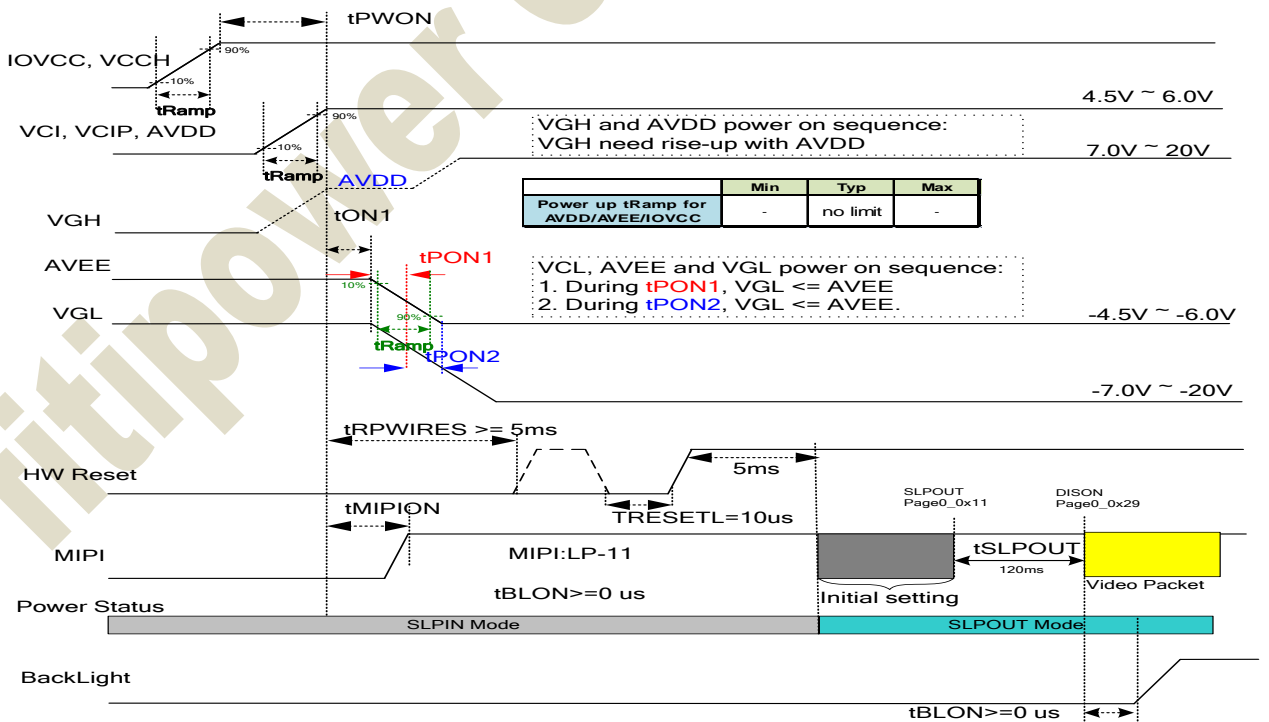 tPWON
IOVCC, VCCH
90%
10%
tRamp
4.5V ~ 6.0V
VCI, VCIP, AVDD
90%
10%
tRamp
VGH and AVDD power on sequence:
VGH need rise-up with AVDD
7.0V ~ 20V
AVDD
Min Typ Max
Power up tRamp for AVDD/AVEE/IOVCC - no limit -
VGH
tON1
AVEE
tPON1
10%
VCL, AVEE and VGL power on sequence:
1. During tPON1, VGL <= AVEE
2. During tPON2, VGL <= AVEE.
VGL
90%
-4.5V ~ -6.0V
tRamp
tPON2
-7.0V ~ -20V
tRPWIRES >= 5ms
HW Reset
5ms
TRESETL=10us
SLPOUT
Page0_0x11
DISON
Page0_0x29
tMIPION
MIPI
MIPI:LP-11
tSLPOUT
120ms
tBLON>=0 us
Initial setting
Video Packet
Power Status
SLPIN Mode
SLPOUT Mode
BackLight
tBLON>=0 us